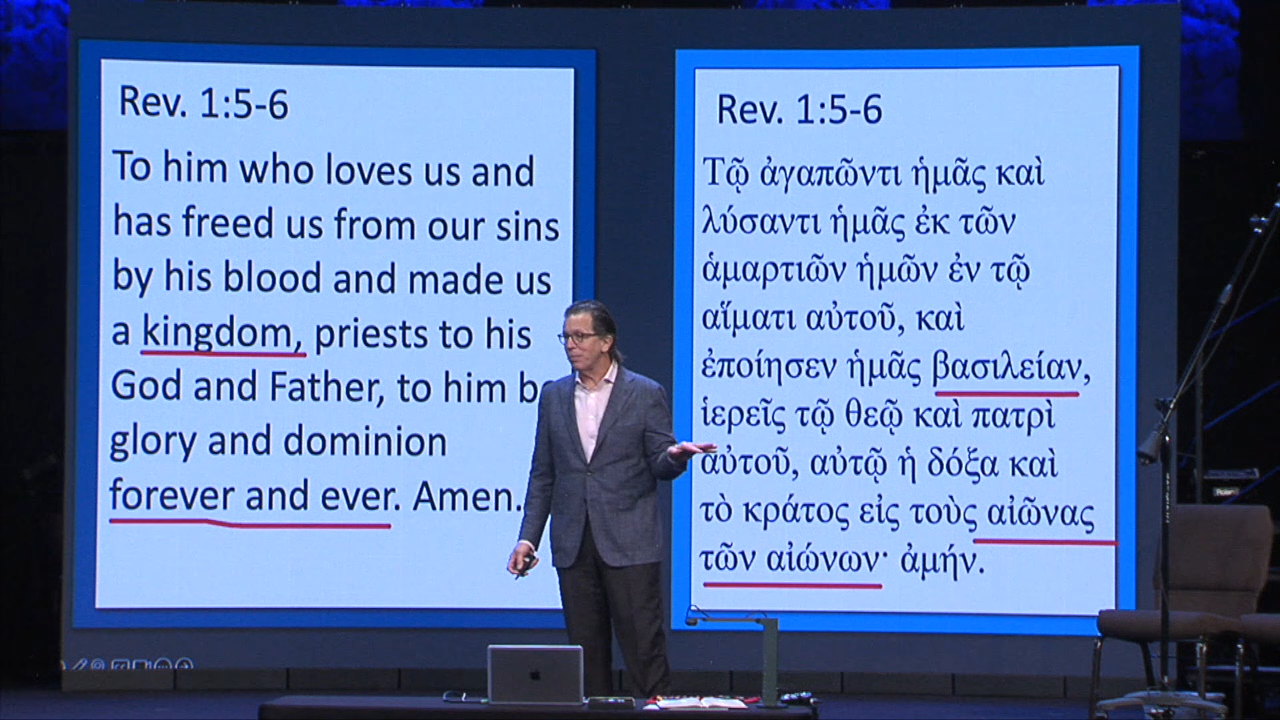 Rev. 1:5-6
To him who loves us and
has freed us from our sins
by his blood and made us
a kingdom, priests to his
God and Father, to him
glory and dominion
forever and ever. Amen.
Rev. 1:5-6
Τῷ ἀγαπῶντι ἡμᾶς καὶ
λύσαντι ἡμᾶς ἐκ τῶν
ἁμαρτιῶν ἡμῶν ἐν τῷ
αἵματι αὐτοῦ, καὶ
ἐποίησεν ἡμᾶς βασιλείαν,
ἱερεῖς τῷ θεῷ καὶ πατρὶ
αὐτοῦ, αὐτῷ ἡ δόξα καὶ
τὸ κράτος εἰς τοὺς αἰῶνας
τῶν αἰώνων· ἀμήν.
Roland